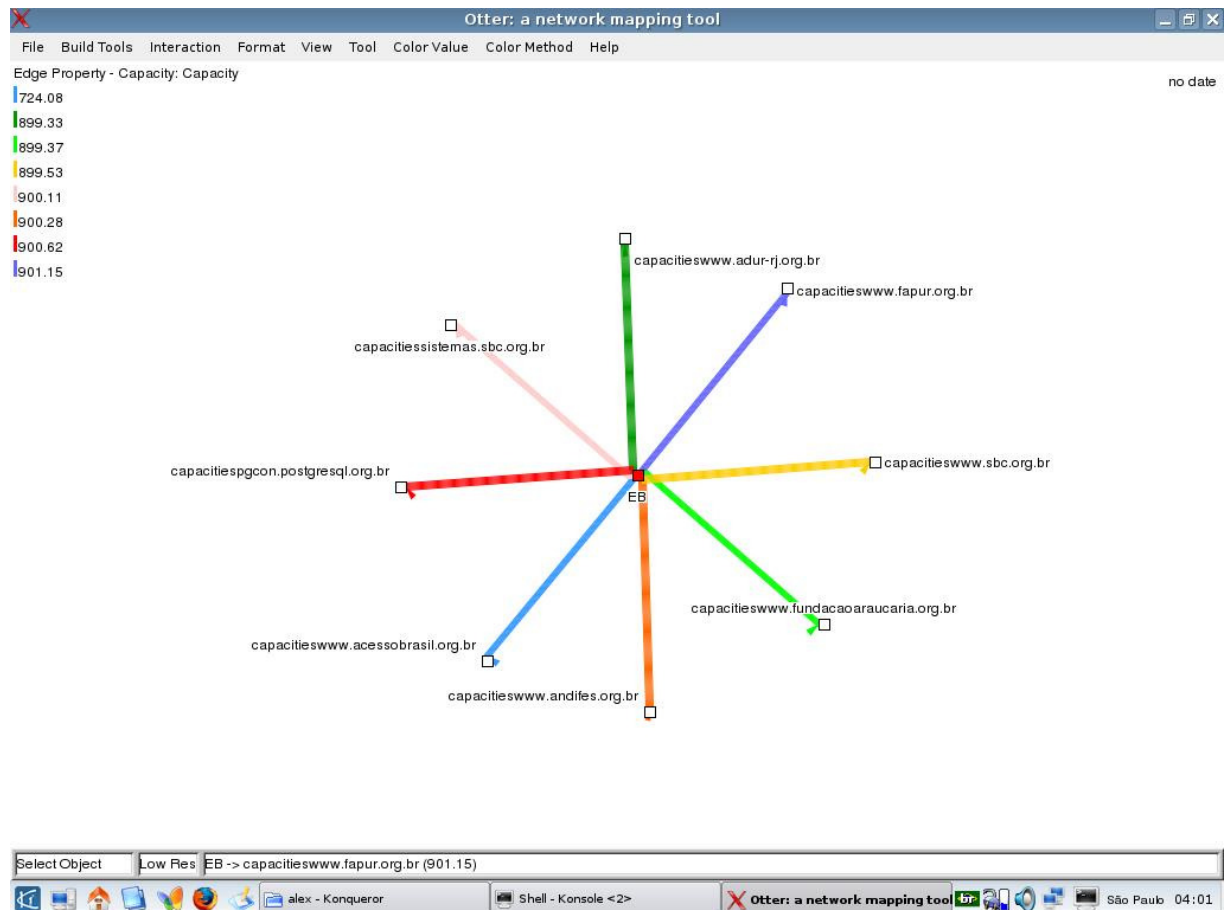 Otter: a network mapping tool
File Build Tools Interaction Format View Tool Color Value Color Method Help
Edge Property - Capacity: Capacity
no date
724.08
899.33
899.37
899.53
900.11
900.28
900.62
901.15
capacitieswww.adur-rj.org.br
capacitieswww.fapur.org.br
capacitiessistemas.sbc.org.br
capacitiespgcon.postgresql.org.br
capacitieswww.sbc.org.br
EB
capacitieswww.fundacaoaraucaria.org.br
capacitieswww.acessobrasil.org.br
capacitieswww.andifes.org.br
Select Object Low Res EB -> capacitieswww.fapur.org.br (901.15)
alex - Konqueror Shell - Konsole <2> Otter: a network mapping tool br São Paulo 04:01